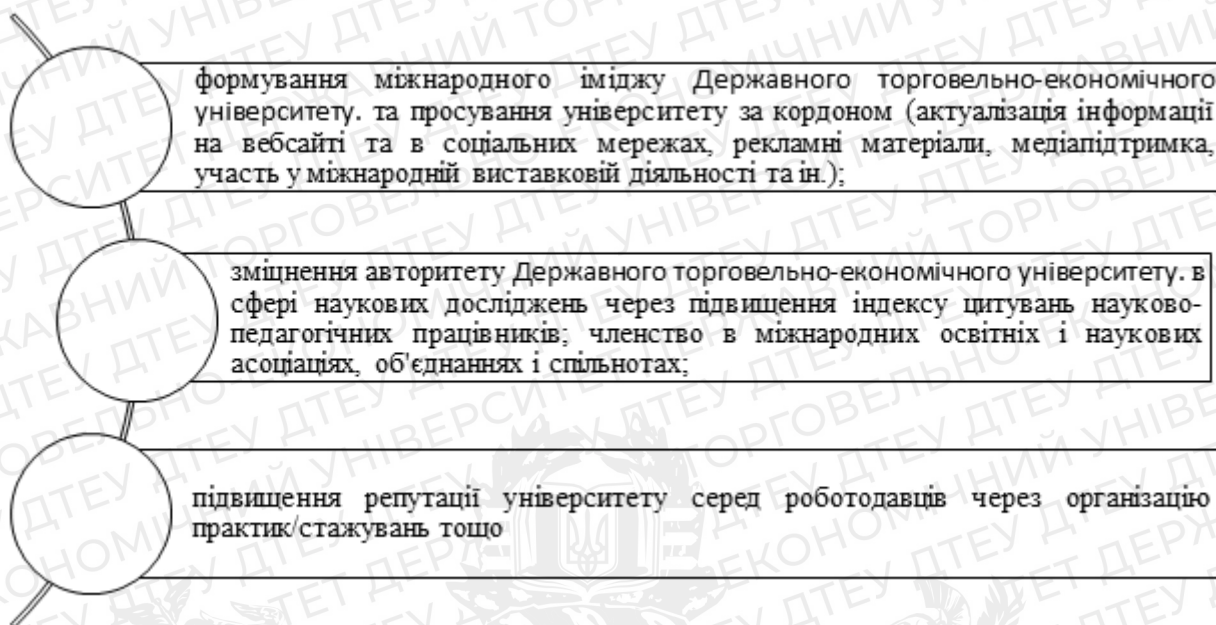 формування міжнародного іміджу Державного торговельно-економічного
університету. та просування університету за кордоном (актуалізація інформації
на вебсайті та в соціальних мережах, рекламні матеріали, медіапідтримка,
участь у міжнародній виставковій діяльності та ін.);
зміцнення авторитету Державного торговельно-економічного університету. в
сфері наукових досліджень через підвищення індексу цитувань науково-
педагогічних працівників; членство в міжнародних освітніх і наукових
асоціаціях, об'єднаннях і спільнотах;
підвищення репутації університету серед роботодавців через організацію
практик/стажувань тощо